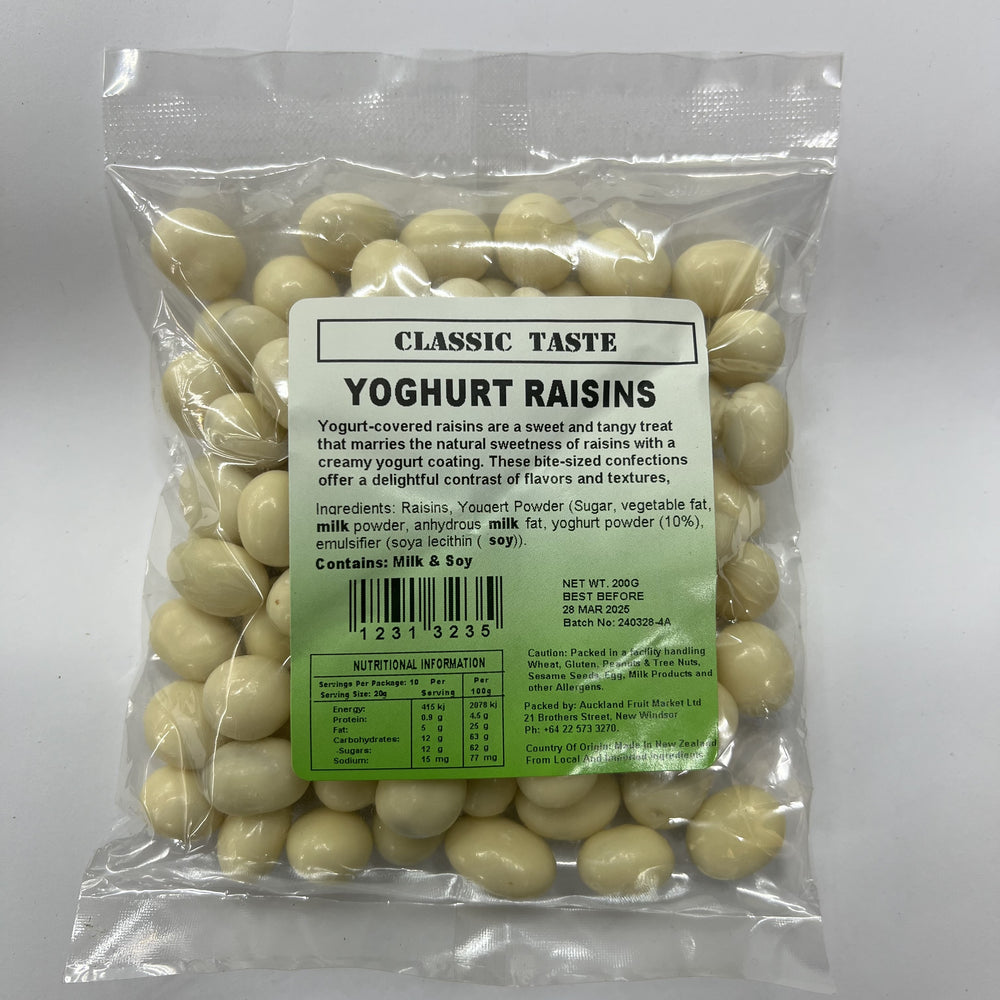 CLASSIC TASTE
YOGHURT RAISINS
Yogurt-covered raisins are a sweet and tangy treat
that marries the natural sweetness of raisins with a
creamy yogurt coating. These bite-sized confections
offer a delightful contrast of flavors and textures,
Ingredients: Raisins, Yougert Powder (Sugar, vegetable fat,
milk powder, anhydrous milk fat, yoghurt powder (10%),
emulsifier (soya lecithin ( soy)).
Contains: Milk & Soy
1231 3235
NET WT. 200G
BEST BEFORE
28 MAR 2025
Batch No: 240328-4A
NUTRITIONAL INFORMATION
Servings Per Package: 10 Per Per
Serving Size: 20g Serving 100g
Energy: 415 kj 2078 kj
Protein: 0.9 g 4.5 g
Fat: 5 g 25 g
Carbohydrates: 12 g 63 g
-Sugars: 12 g 62 g
Sodium: 15 mg 77 mg
Caution: Packed in a facility handling
Wheat, Gluten, Peanuts & Tree Nuts,
Sesame Seeds, Egg, Milk Products and
other Allergens.
Packed by: Auckland Fruit Market Ltd
21 Brothers Street, New Windsor
Ph: +64 22 573 3270.
Country Of Origin: Made In New Zealand
From Local And Imported Ingredients